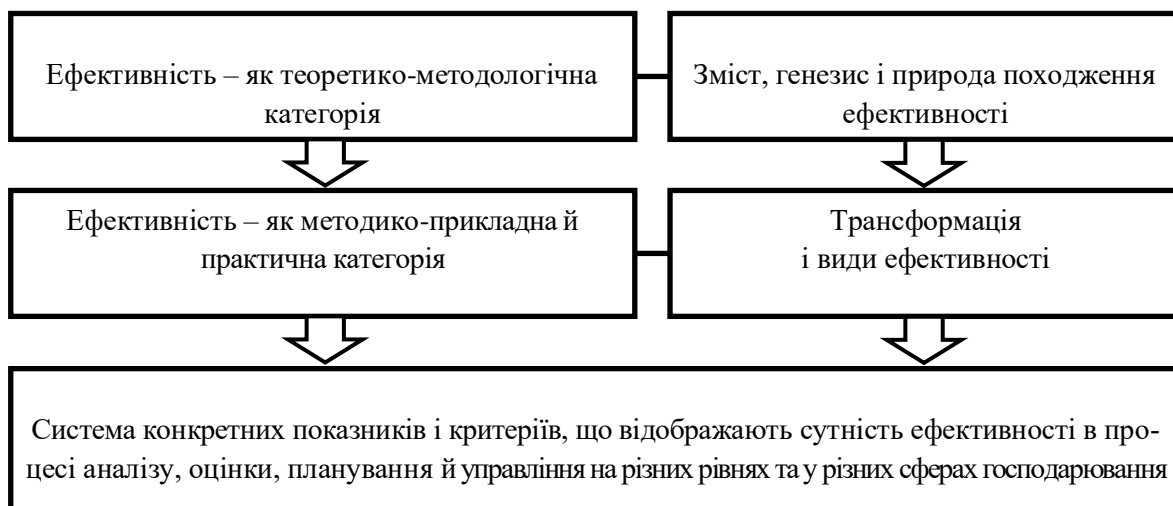 Ефективність – як теоретико-методологічна
категорія
Зміст, генезис і природа походження
ефективності
Ефективність – як методико-прикладна й
практична категорія
Трансформація
і види ефективності
Система конкретних показників і критеріїв, що відображають сутність ефективності в про-
цесі аналізу, оцінки, планування й управління на різних рівнях та у різних сферах господарювання